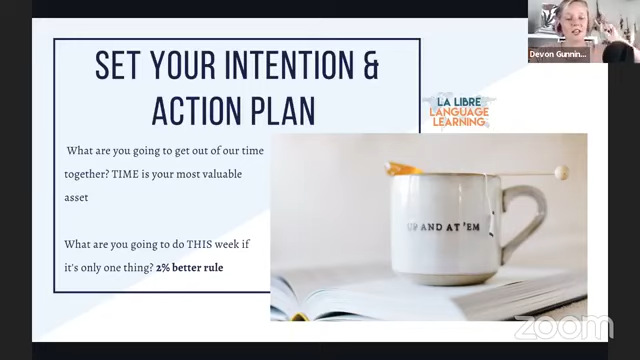 Devon Gunnin...
SET YOUR INTENTION &
ACTION PLAN
LA LIBRE
LANGUAGE
LEARNING
What are you going to get out of our time
together? TIME is your most valuable
asset
UP AND AT 'EM
What are you going to do THIS week if
it's only one thing? 2% better rule
zoom